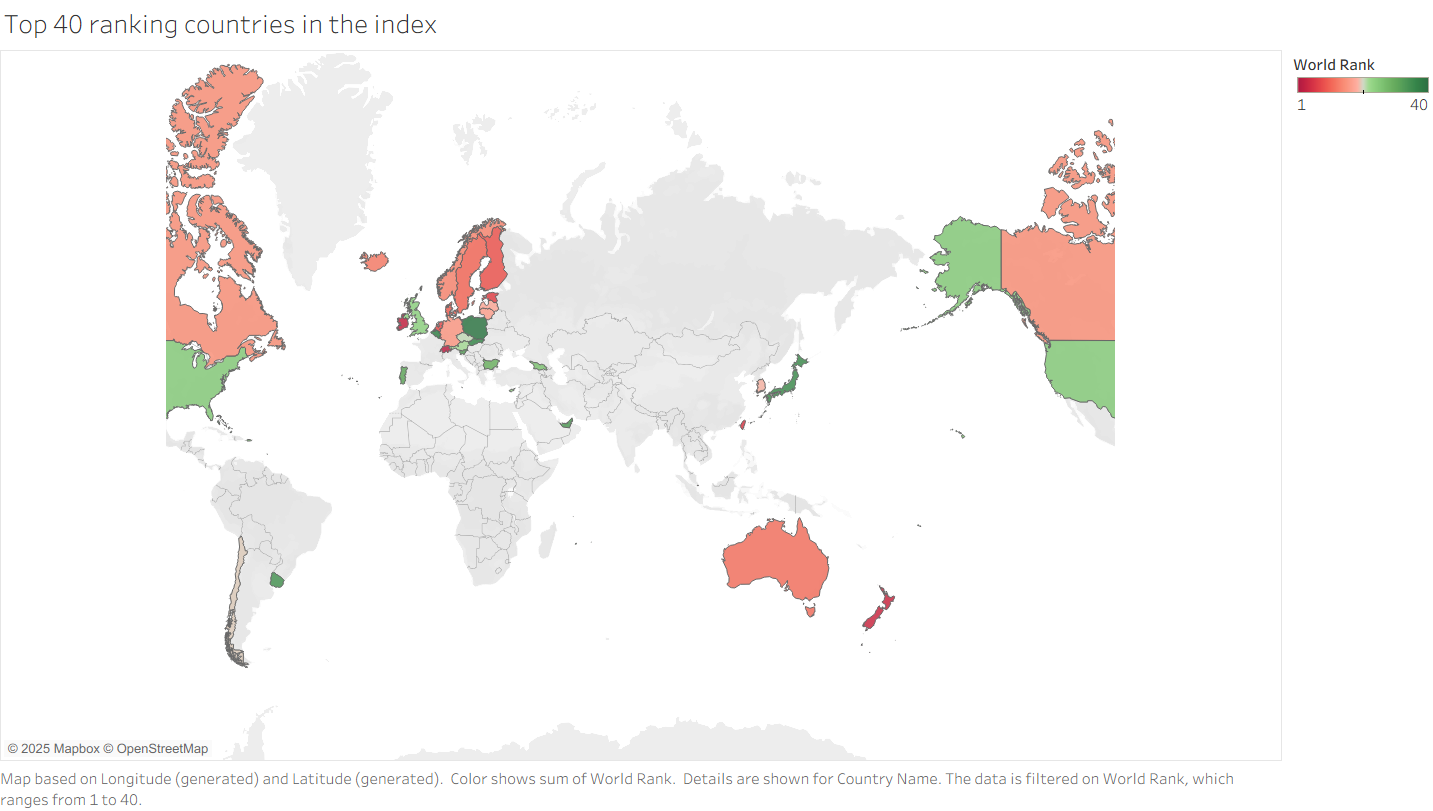 Top 40 ranking countries in the index
World Rank
1 40
© 2025 Mapbox © OpenStreetMap
Map based on Longitude (generated) and Latitude (generated). Color shows sum of World Rank. Details are shown for Country Name. The data is filtered on World Rank, which
ranges from 1 to 40.